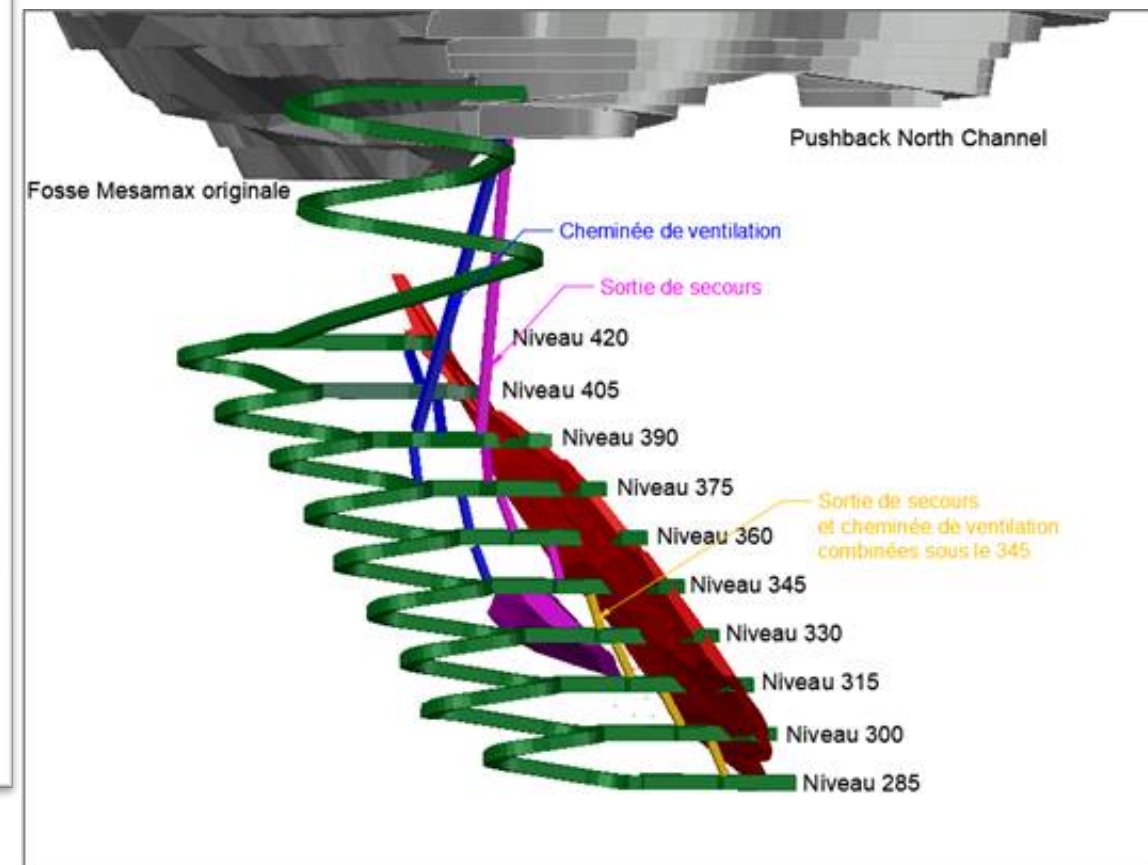 Pushback North Channel
Fosse Mesamax originale
Cheminée de ventilation
Sortie de secours
Niveau 420
Niveau 405
Niveau 390
Niveau 375
Sortie de secours
et cheminée de ventilation
combinées sous le 345
Niveau 360
Niveau 345
Niveau 330
Niveau 315
Niveau 300
Niveau 285